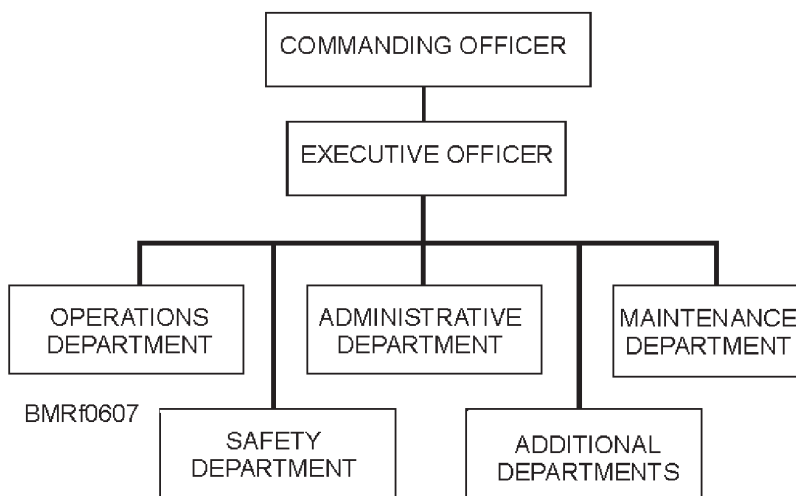 COMMANDING OFFICER
EXECUTIVE OFFICER
OPERATIONS
DEPARTMENT
ADMINISTRATIVE
DEPARTMENT
MAINTENANCE
DEPARTMENT
BMRf0607
SAFETY
DEPARTMENT
ADDITIONAL
DEPARTMENTS